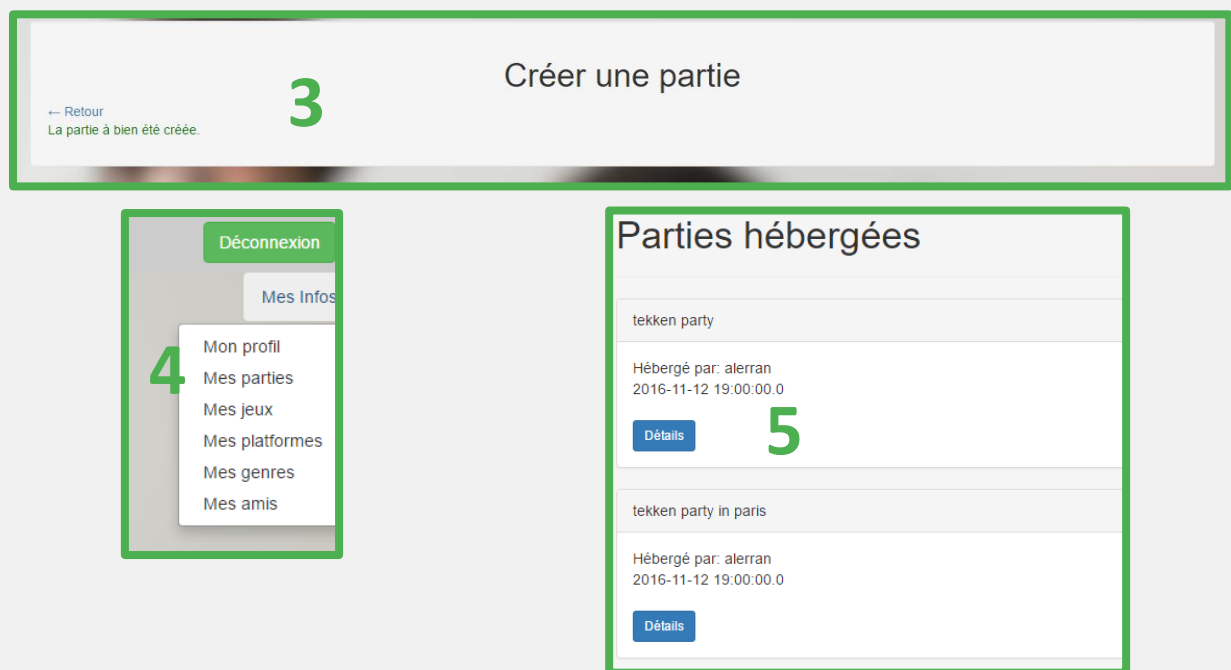 Créer une partie
3
← Retour
La partie à bien été créée.
Déconnexion
Mes Infos
4
Mon profil
Mes parties
Mes jeux
Mes platformes
Mes genres
Mes amis
Parties hébergées
tekken party
Hébergé par: alerran
2016-11-12 19:00:00.0
5
Détails
tekken party in paris
Hébergé par: alerran
2016-11-12 19:00:00.0
Détails